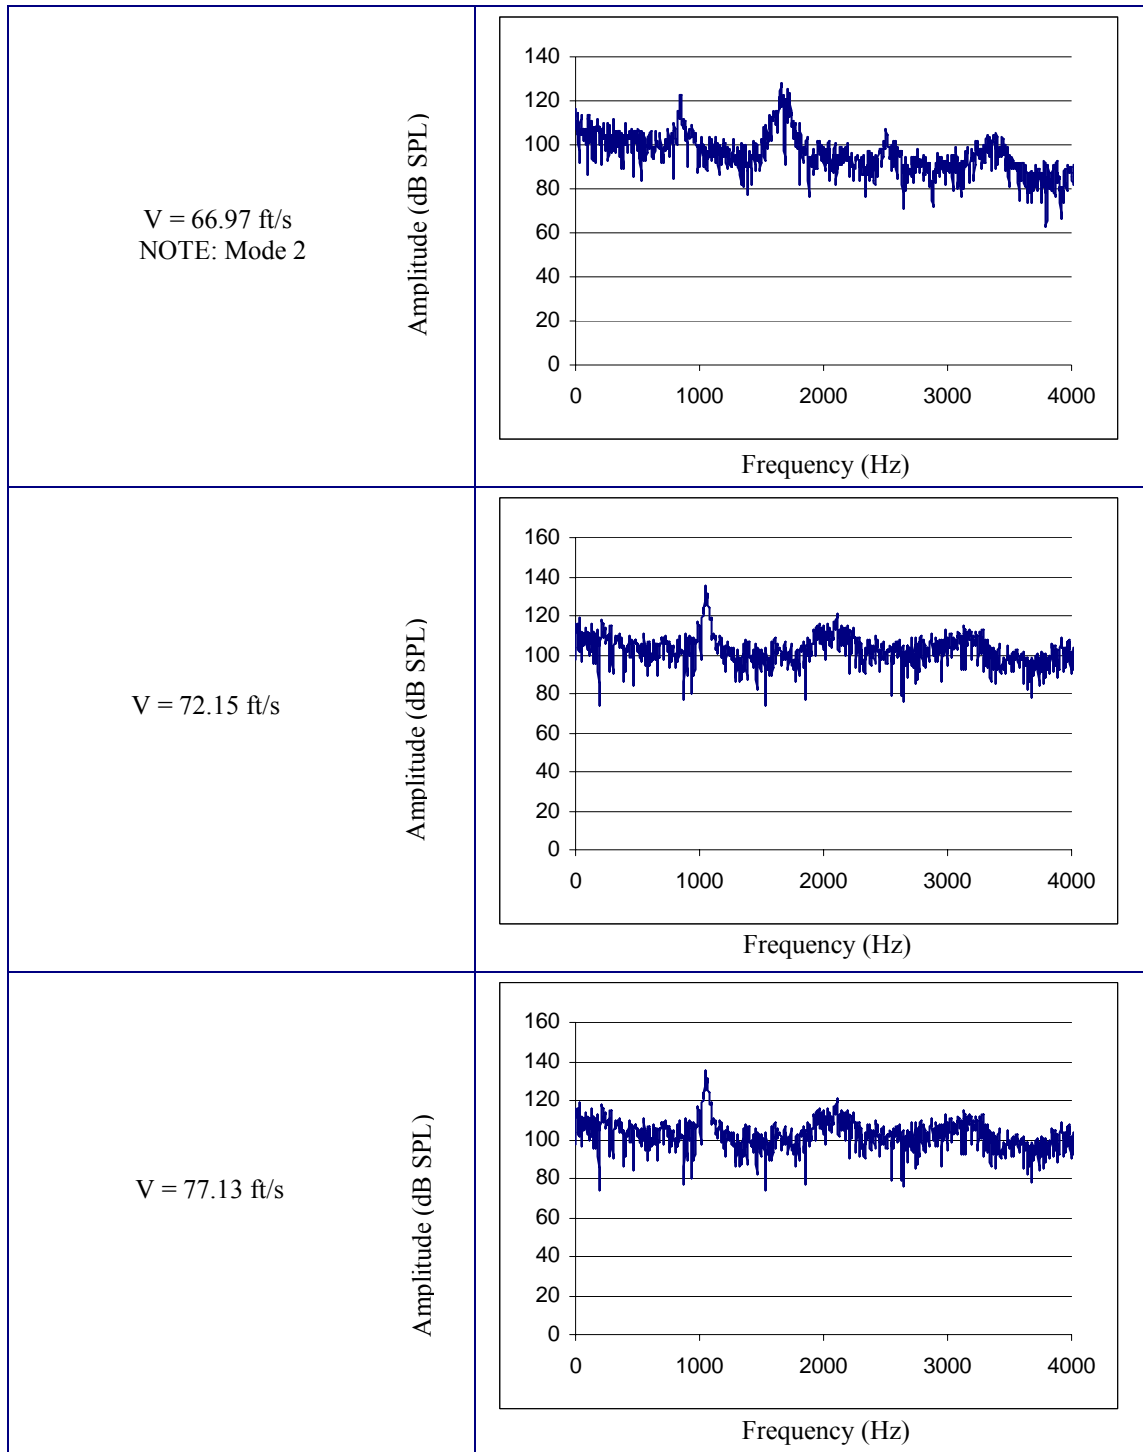 V = 66.97 ft/s
NOTE: Mode 2
Amplitude (dB SPL)
140
120
100
80
60
40
20
0
0 1000 2000 3000 4000
Frequency (Hz)
V = 72.15 ft/s
Amplitude (dB SPL)
160
140
120
100
80
60
40
20
0
0 1000 2000 3000 4000
Frequency (Hz)
V = 77.13 ft/s
Amplitude (dB SPL)
160
140
120
100
80
60
40
20
0
0 1000 2000 3000 4000
Frequency (Hz)